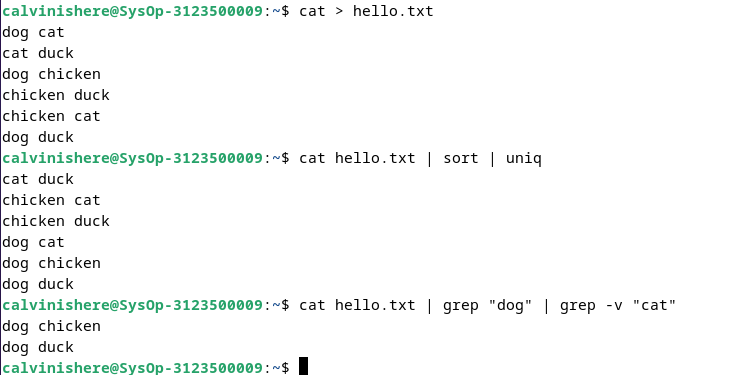 calvinishere@SysOp-3123500009:~$ cat > hello.txt
dog cat
cat duck
dog chicken
chicken duck
chicken cat
dog duck
calvinishere@SysOp-3123500009:~$ cat hello.txt | sort | uniq
cat duck
chicken cat
chicken duck
dog cat
dog chicken
dog duck
calvinishere@SysOp-3123500009:~$ cat hello.txt | grep "dog" | grep -v "cat"
dog chicken
dog duck
calvinishere@SysOp-3123500009:~$